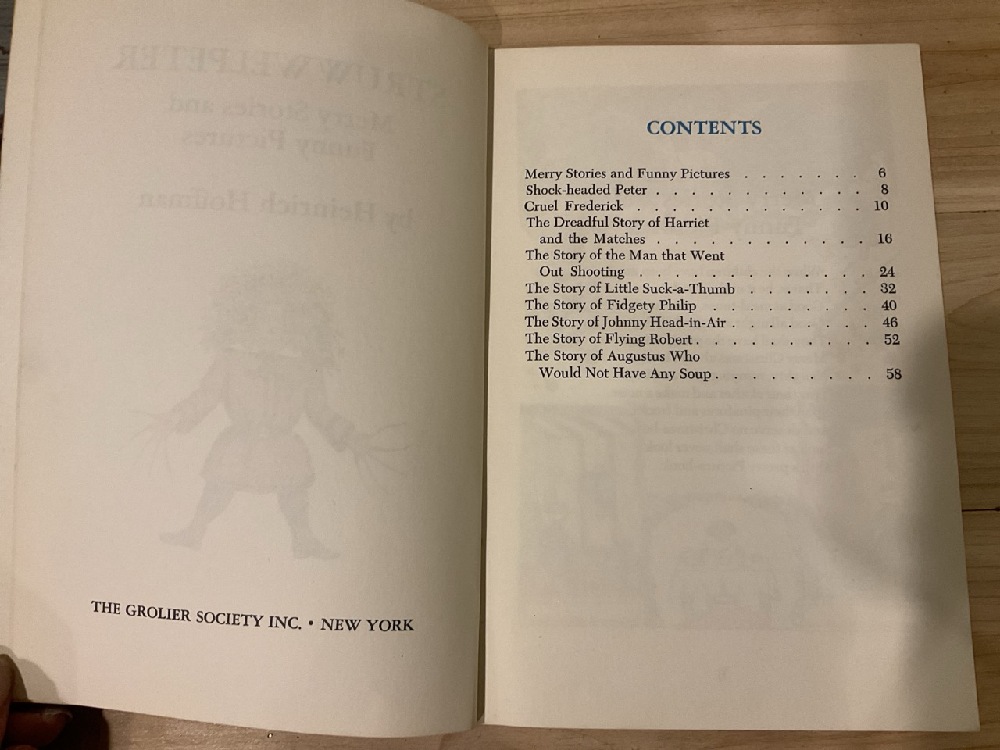 STRUWWELPETER
Merry Stories and
Funny Pictures
by Heinrich Hoffman
THE GROLIER SOCIETY INC. • NEW YORK
CONTENTS
Merry Stories and Funny Pictures . . . . . . . 6
Shock-headed Peter . . . . . . . . . . . . 8
Cruel Frederick . . . . . . . . . . . . . 10
The Dreadful Story of Harriet
and the Matches . . . . . . . . . . . . 16
The Story of the Man that Went
Out Shooting . . . . . . . . . . . . . 24
The Story of Little Suck-a-Thumb . . . . . . . 32
The Story of Fidgety Philip . . . . . . . . . 40
The Story of Johnny Head-in-Air . . . . . . . . 46
The Story of Flying Robert . . . . . . . . . . 52
The Story of Augustus Who
Would Not Have Any Soup . . . . . . . . . 58